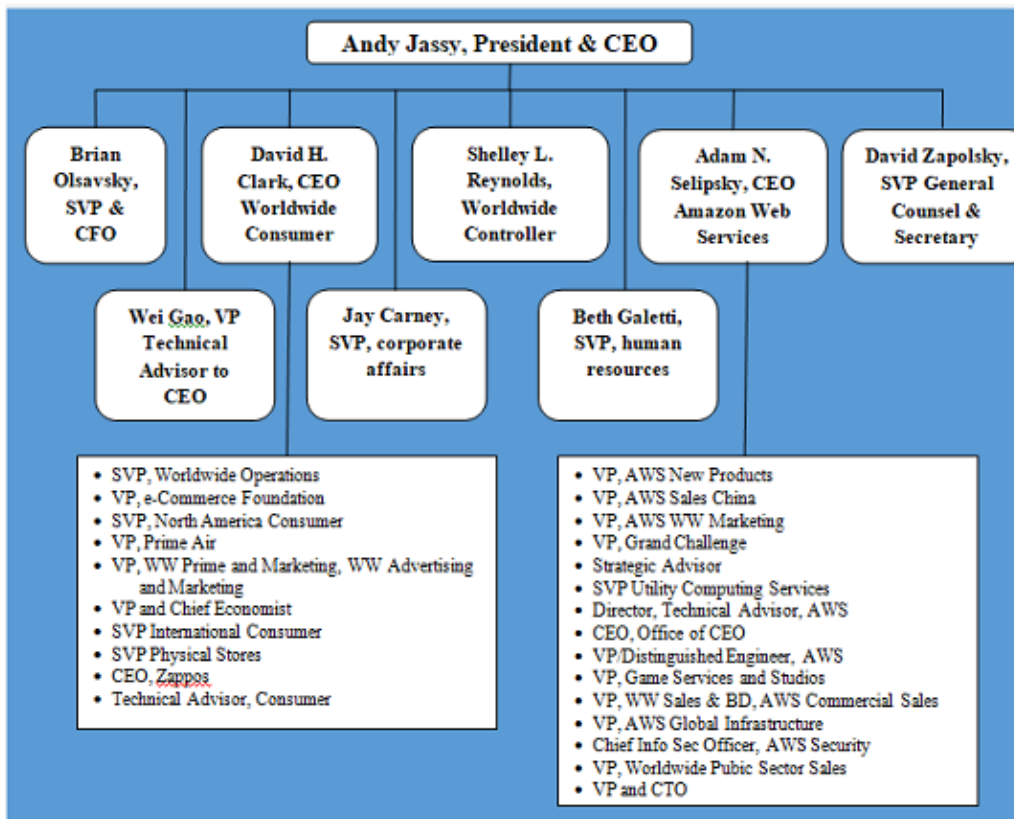 Andy Jassy, President & CEO
Brian
Olsavsky,
SVP &
CFO
David H.
Clark, CEO
Worldwide
Consumer
Shelley L.
Reynolds,
Worldwide
Controller
Adam N.
Selipsky, CEO
Amazon Web
Services
David Zapolsky,
SVP General
Counsel &
Secretary
Wei Gao, VP
Technical
Advisor to
CEO
Jay Carney,
SVP, corporate
affairs
Beth Galetti,
SVP, human
resources
• SVP, Worldwide Operations
• VP, e-Commerce Foundation
• SVP, North America Consumer
• VP, Prime Air
• VP, WW Prime and Marketing, WW Advertising
and Marketing
• VP and Chief Economist
• SVP International Consumer
• SVP Physical Stores
• CEO, Zappos
• Technical Advisor, Consumer
• VP, AWS New Products
• VP, AWS Sales China
• VP, AWS WW Marketing
• VP, Grand Challenge
• Strategic Advisor
• SVP Utility Computing Services
• Director, Technical Advisor, AWS
• CEO, Office of CEO
• VP/Distinguished Engineer, AWS
• VP, Game Services and Studios
• VP, WW Sales & BD, AWS Commercial Sales
• VP, AWS Global Infrastructure
• Chief Info Sec Officer, AWS Security
• VP, Worldwide Pubic Sector Sales
• VP and CTO